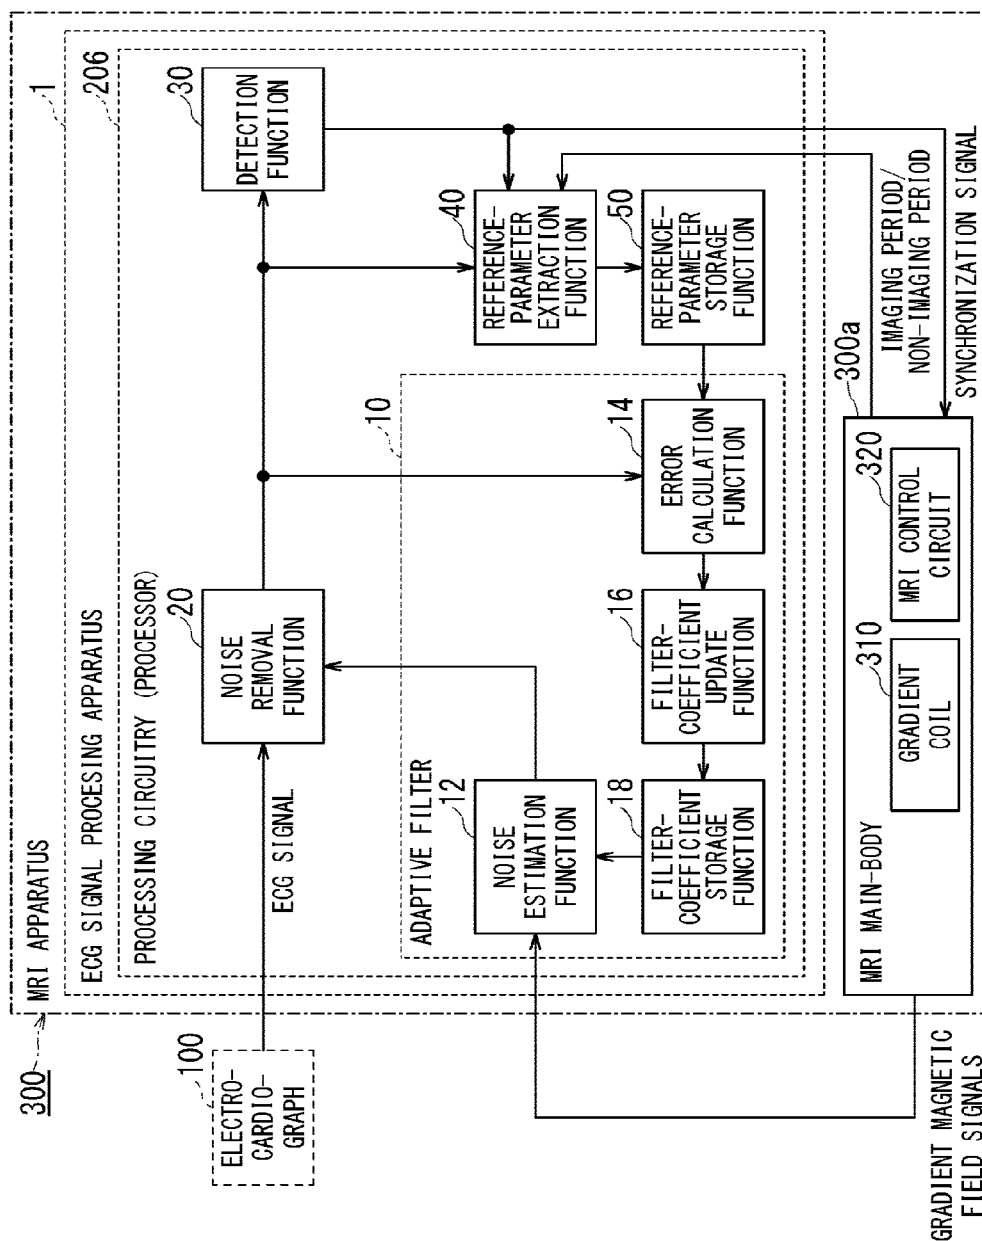 300
MRI APPARATUS
1
ECG SIGNAL PROCESING APPARATUS
206
PROCESSING CIRCUITRY (PROCESSOR)
100
ELECTRO-
CARDIO-
GRAPH
ECG SIGNAL
20
NOISE
REMOVAL
FUNCTION
30
DETECTION
FUNCTION
10
ADAPTIVE FILTER
12
NOISE
ESTIMATION
FUNCTION
40
REFERENCE-
PARAMETER
EXTRACTION
FUNCTION
18
FILTER-
COEFFICIENT
STORAGE
FUNCTION
16
FILTER-
COEFFICIENT
UPDATE
FUNCTION
14
ERROR
CALCULATION
FUNCTION
50
REFERENCE-
PARAMETER
STORAGE
FUNCTION
300a
MRI MAIN-BODY
310
GRADIENT
COIL
320
MRI CONTROL
CIRCUIT
IMAGING PERIOD/
NON-IMAGING PERIOD
SYNCHRONIZATION SIGNAL
GRADIENT MAGNETIC
FIELD SIGNALS